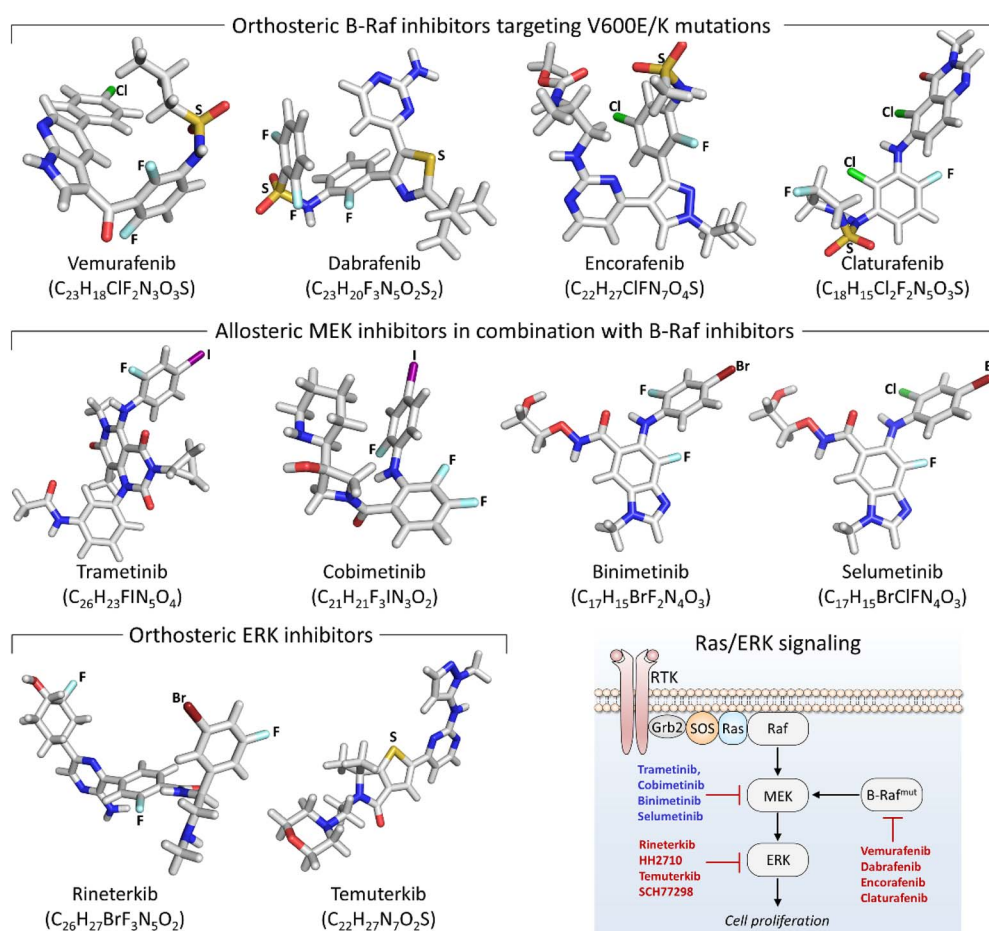 Orthosteric B-Raf inhibitors targeting V600E/K mutations
Cl
S
F
F
Vemurafenib
(C₂₃H₁₈ClF₂N₃O₃S)
F
S
F
F
S
Dabrafenib
(C₂₃H₂₀F₃N₅O₂S₂)
S
Cl
F
Encorafenib
(C₂₂H₂₇ClFN₇O₄S)
Cl
Cl
F
F
S
Claturafenib
(C₁₈H₁₅Cl₂F₂N₅O₃S)
Allosteric MEK inhibitors in combination with B-Raf inhibitors
F
I
Trametinib
(C₂₆H₂₃FIN₅O₄)
I
F
F
F
Cobimetinib
(C₂₁H₂₁F₃IN₃O₂)
Br
F
F
Binimetinib
(C₁₇H₁₅BrF₂N₄O₃)
Cl
F
Selumetinib
(C₁₇H₁₅BrClFN₄O₃)
Orthosteric ERK inhibitors
F
Br
F
F
Rineterkib
(C₂₆H₂₇BrF₃N₅O₂)
S
Temuterkib
(C₂₂H₂₇N₇O₂S)
Ras/ERK signaling
RTK
Grb2 SOS Ras Raf
Trametinib,
Cobimetinib
Binimetinib
Selumetinib
MEK
B-Rafᵐᵘᵗ
Rineterkib
HH2710
Temuterkib
SCH77298
ERK
Vemurafenib
Dabrafenib
Encorafenib
Claturafenib
Cell proliferation